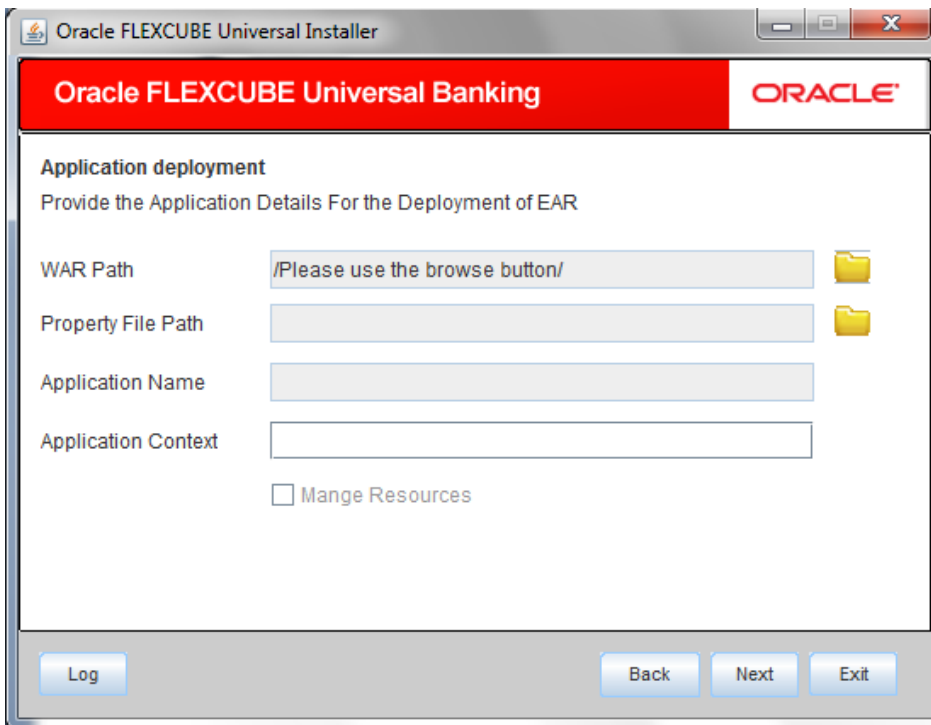 Oracle FLEXCUBE Universal Installer
Oracle FLEXCUBE Universal Banking
ORACLE
Application deployment
Provide the Application Details For the Deployment of EAR
WAR Path /Please use the browse button/
Property File Path
Application Name
Application Context
Mange Resources
Log Back Next Exit